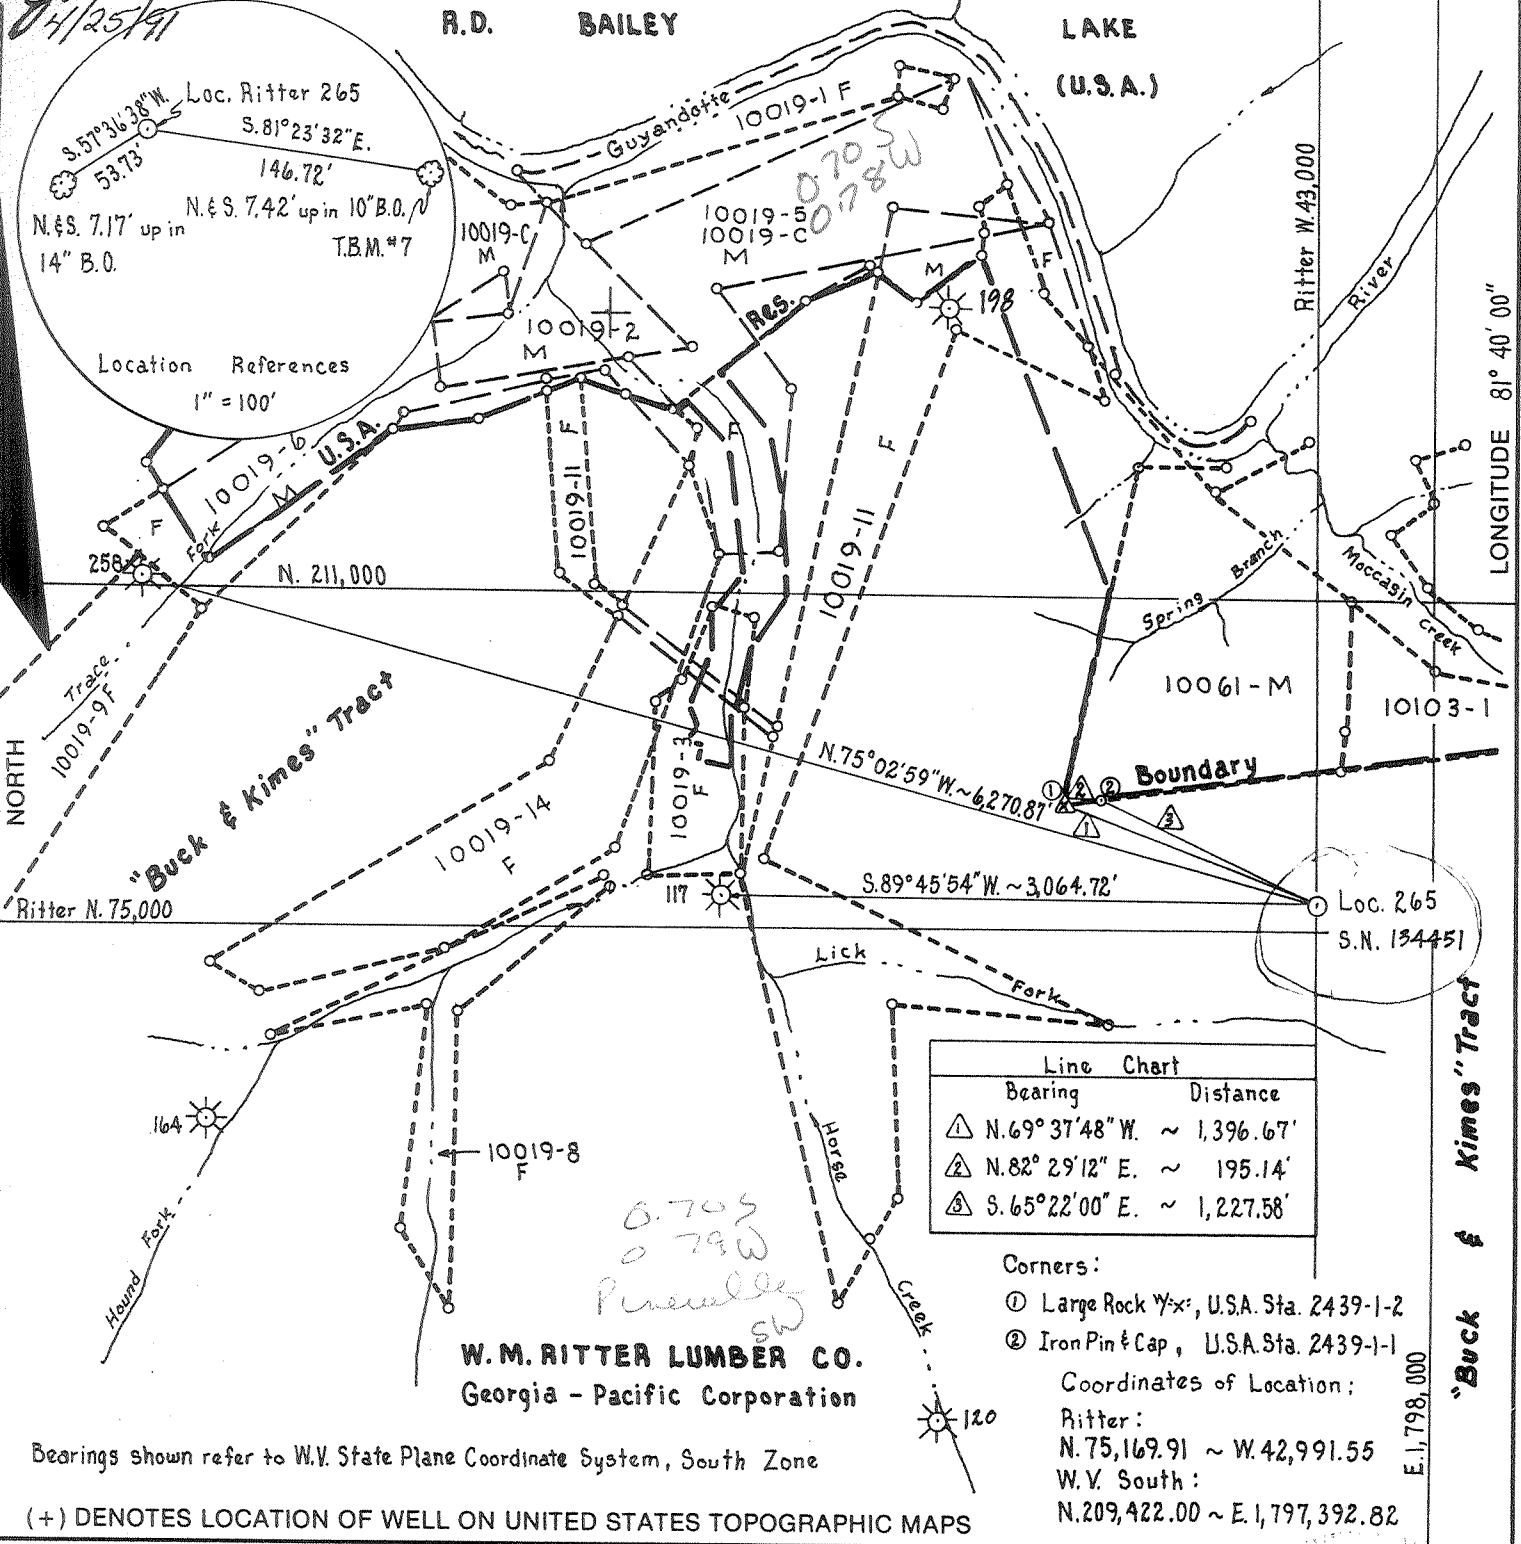 4/25/91
R.D. BAILEY LAKE
(U.S.A.)
Loc. Ritter 265
S.57°36'38"W.
53.73'
S.81°23'32"E.
146.72'
N.&S. 7.17' up in
14" B.O.
N.&S. 7.42' up in 10" B.O.
T.B.M. #7
Location References
1" = 100'
Guyandotte
10019-1 F
0.70 S
0.78 W
10019-C
M
10019-5
10019-C
M
M
F
198
Res.
10019-2
M
Ritter W. 43,000
River
LONGITUDE 81° 40' 00"
U.S.A.
10019-6
M
F
Fork
258
N. 211,000
10019-11
F
F
10019-11
F
Spring Branch
Moccasin Creek
10061-M
10103-1
Trace
10019-9F
NORTH
"Buck & Kimes" Tract
10019-3
F
10019-14
F
N.75°02'59"W. ~ 6,270.87'
Boundary
1
2
2
1
3
117
S.89°45'54"W. ~ 3,064.72'
Loc. 265
S.N. 134451
Ritter N. 75,000
Lick Fork
Line Chart
Bearing Distance
1 N.69°37'48"W. ~ 1,396.67'
2 N.82°29'12"E. ~ 195.14'
3 S.65°22'00"E. ~ 1,227.58'
164
10019-8
F
Hound Fork
Horse Creek
0.70 S
0.79 W
Pineville
SW
Corners:
① Large Rock W/"x", U.S.A. Sta. 2439-1-2
② Iron Pin & Cap, U.S.A. Sta. 2439-1-1
W.M. RITTER LUMBER CO.
Georgia - Pacific Corporation
120
Coordinates of Location:
Ritter:
N. 75,169.91 ~ W. 42,991.55
W.V. South:
N. 209,422.00 ~ E. 1,797,392.82
E. 1,798,000
"Buck & Kimes" Tract
Bearings shown refer to W.V. State Plane Coordinate System, South Zone
(+) DENOTES LOCATION OF WELL ON UNITED STATES TOPOGRAPHIC MAPS